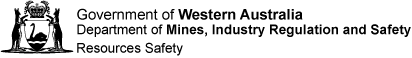 Government of Western Australia
Department of Mines, Industry Regulation and Safety
Resources Safety